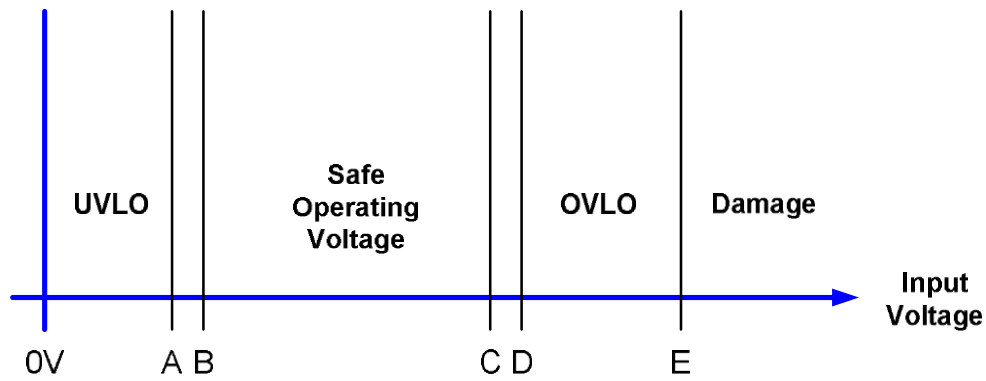 UVLO
Safe
Operating
Voltage
OVLO
Damage
Input
Voltage
0V A B C D E